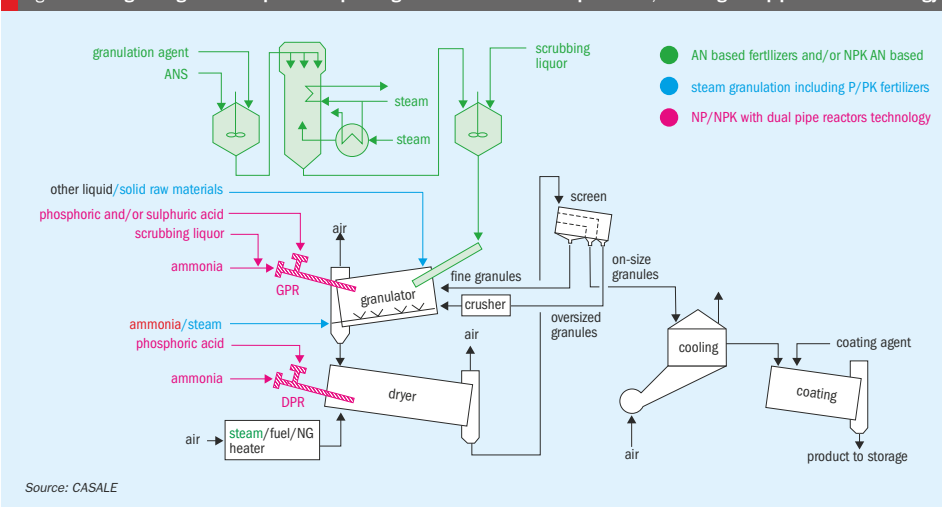 granulation agent
ANS
scrubbing
liquor
steam
steam
AN based fertilizers and/or NPK AN based
steam granulation including P/PK fertilizers
NP/NPK with dual pipe reactors technology
other liquid/solid raw materials
phosphoric and/or sulphuric acid
scrubbing liquor
ammonia
GPR
air
granulator
fine granules
crusher
screen
on-size
granules
oversized
granules
ammonia/steam
phosphoric acid
ammonia
DPR
dryer
air
air
steam/fuel/NG
heater
cooling
air
coating agent
coating
product to storage
Source: CASALE